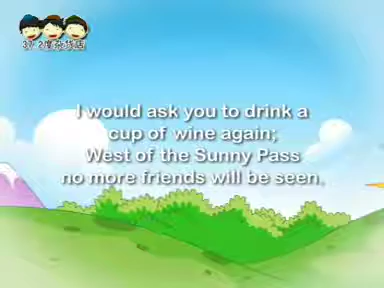 I would ask you to drink a
cup of wine again;
West of the Sunny Pass
no more friends will be seen.